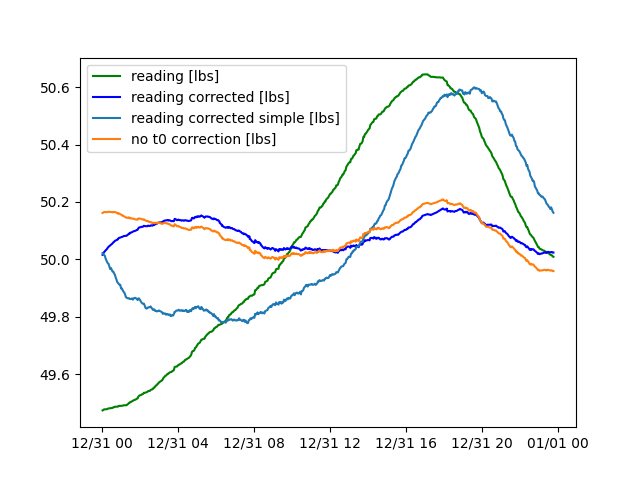 reading [lbs]
reading corrected [lbs]
reading corrected simple [lbs]
no t0 correction [lbs]
50.6
50.4
50.2
50.0
49.8
49.6
12/31 00 12/31 04 12/31 08 12/31 12 12/31 16 12/31 20 01/01 00